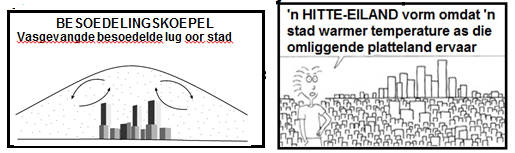 BESOEDELINGSKOEPEL
Vasgevangde besoedelde lug oor stad
'n HITTE-EILAND vorm omdat 'n
stad warmer temperature as die
omliggende platteland ervaar